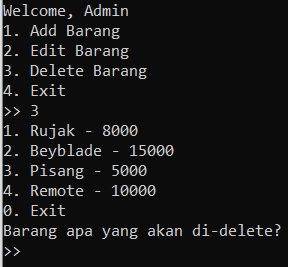 Welcome, Admin
1. Add Barang
2. Edit Barang
3. Delete Barang
4. Exit
>> 3
1. Rujak - 8000
2. Beyblade - 15000
3. Pisang - 5000
4. Remote - 10000
0. Exit
Barang apa yang akan di-delete?
>>